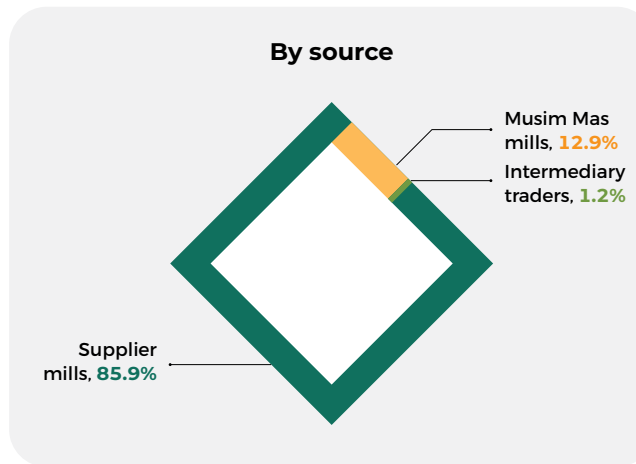 By source
Musim Mas
mills, 12.9%
Intermediary
traders, 1.2%
Supplier
mills, 85.9%